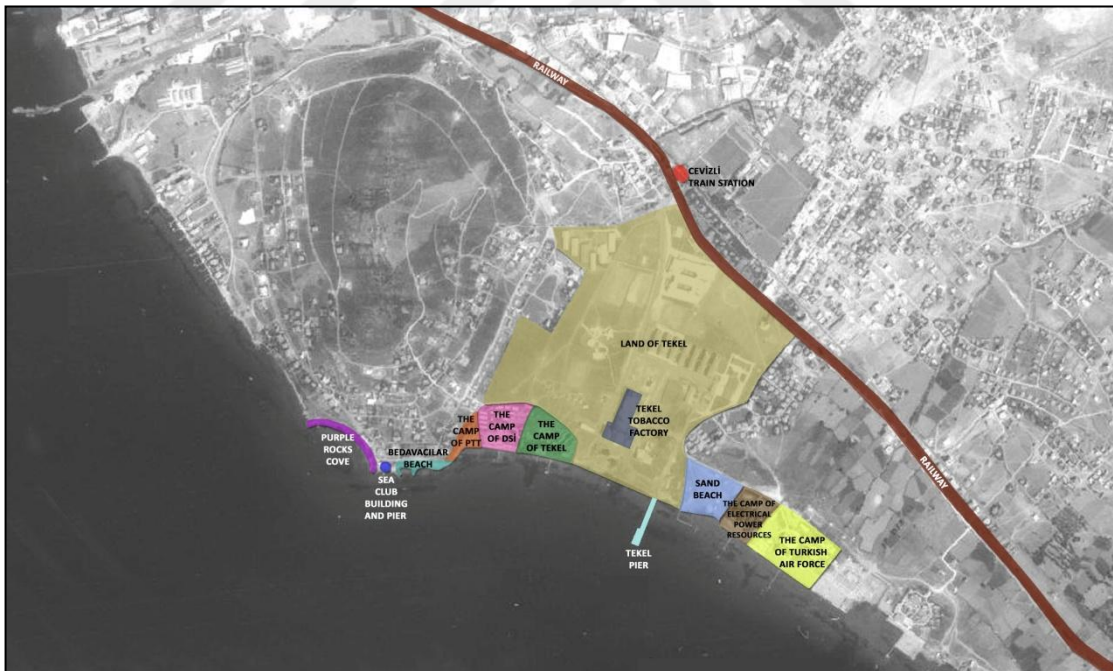 RAILWAY
CEVİZLİ
TRAIN STATION
LAND OF TEKEL
TEKEL
TOBACCO
FACTORY
THE
CAMP
OF PTT
THE
CAMP
OF DSİ
THE
CAMP
OF TEKEL
PURPLE
ROCKS
COVE
BEDAVACILAR
BEACH
SEA
CLUB
BUILDING
AND PIER
SAND
BEACH
THE CAMP OF
ELECTRICAL
POWER
RESOURCES
THE CAMP
OF TURKISH
AIR FORCE
TEKEL
PIER
RAILWAY